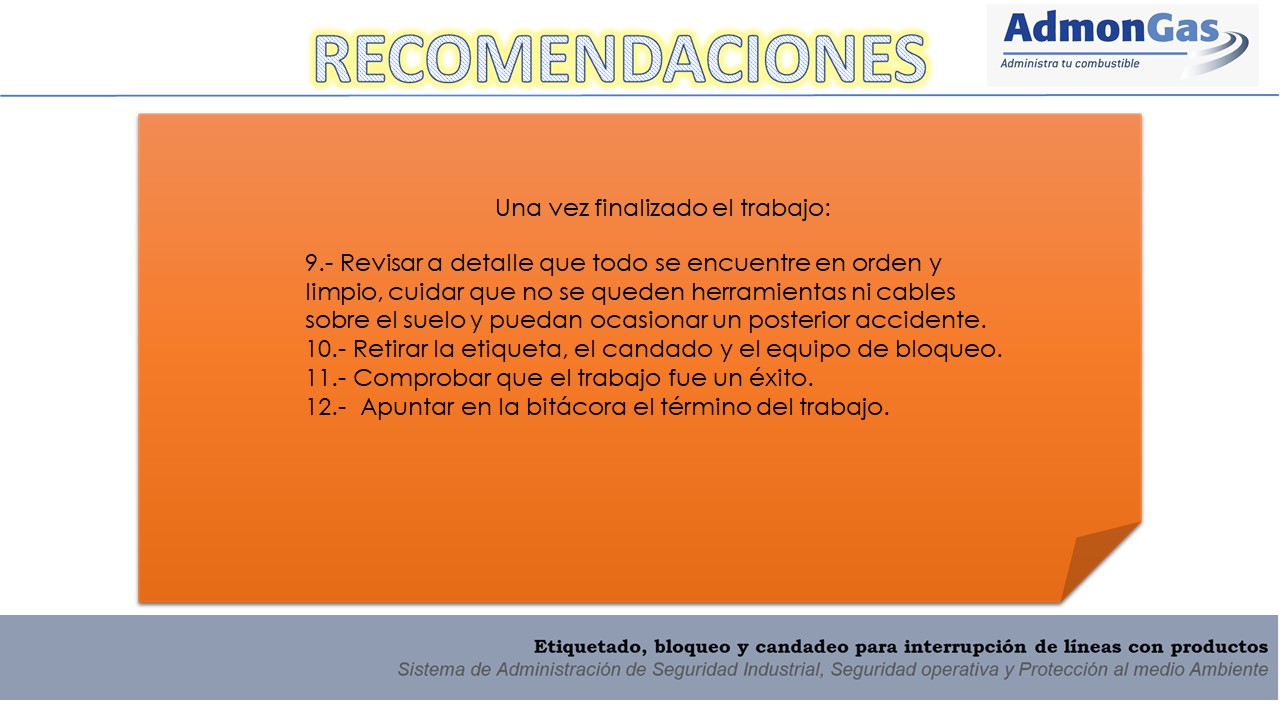 RECOMENDACIONES
AdmonGas
Administra tu combustible
Una vez finalizado el trabajo:
9.- Revisar a detalle que todo se encuentre en orden y
limpio, cuidar que no se queden herramientas ni cables
sobre el suelo y puedan ocasionar un posterior accidente.
10.- Retirar la etiqueta, el candado y el equipo de bloqueo.
11.- Comprobar que el trabajo fue un éxito.
12.- Apuntar en la bitácora el término del trabajo.
Etiquetado, bloqueo y candadeo para interrupción de líneas con productos
Sistema de Administración de Seguridad Industrial, Seguridad operativa y Protección al medio Ambiente